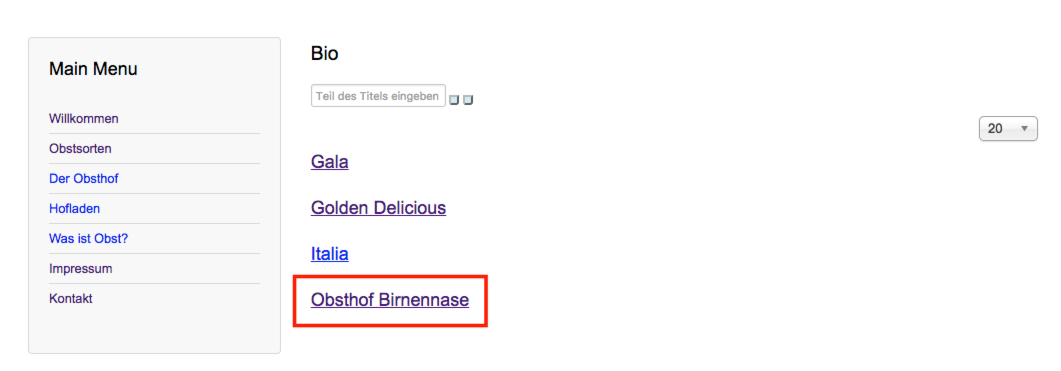 Main Menu
Willkommen
Obstsorten
Der Obsthof
Hofladen
Was ist Obst?
Impressum
Kontakt
Bio
Teil des Titels eingeben
20
Gala
Golden Delicious
Italia
Obsthof Birnennase